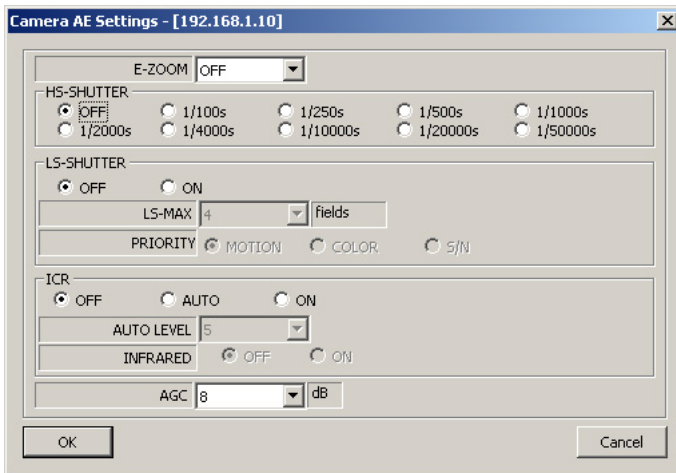 Camera AE Settings - [192.168.1.10]
E-ZOOM OFF
HS-SHUTTER
OFF 1/100s 1/250s 1/500s 1/1000s
1/2000s 1/4000s 1/10000s 1/20000s 1/50000s
LS-SHUTTER
OFF ON
LS-MAX 4 fields
PRIORITY MOTION COLOR S/N
ICR
OFF AUTO ON
AUTO LEVEL 5
INFRARED OFF ON
AGC 8 dB
OK Cancel